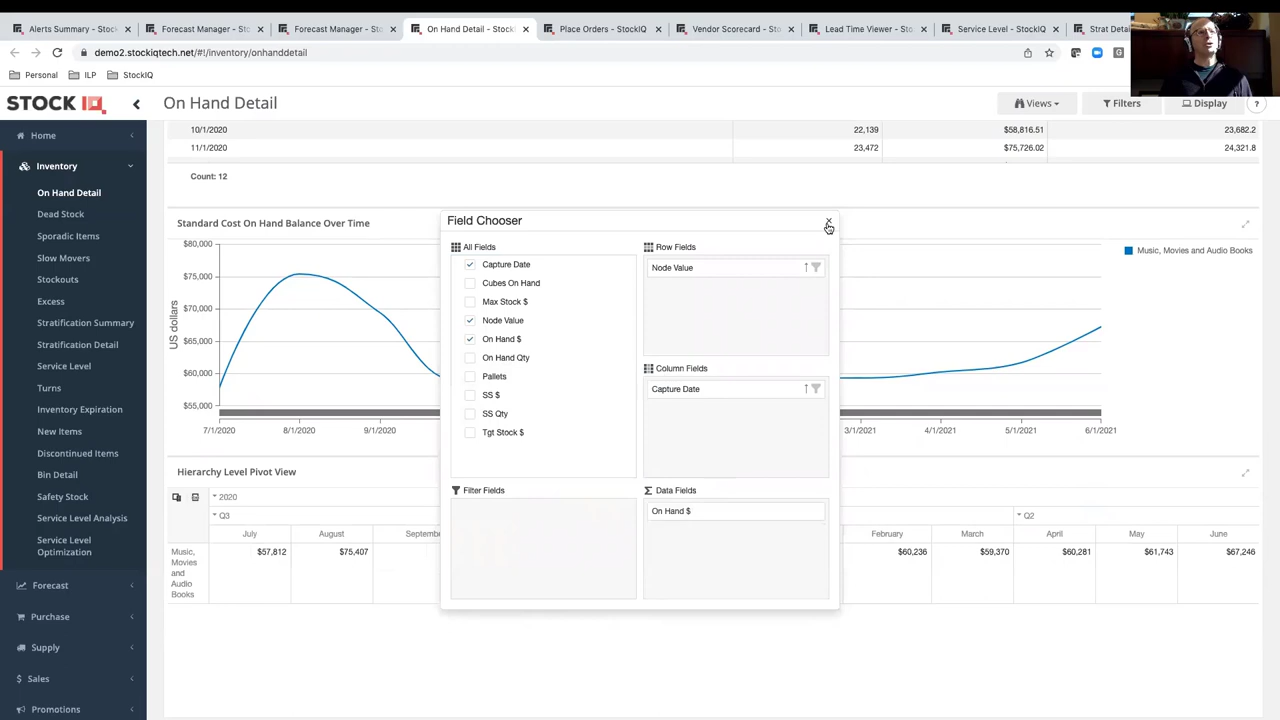 Alerts Summary - StockIQ
Forecast Manager - StockIQ
Forecast Manager - StockIQ
On Hand Detail - StockIQ
Place Orders - StockIQ
Vendor Scorecard - StockIQ
Lead Time Viewer - StockIQ
Service Level - StockIQ
Strat Detail
demo2.stockiqtech.net/#!/inventory/onhanddetail
Personal
ILP
StockIQ
STOCK IQ
On Hand Detail
Views
Filters
Display
?
Home
Inventory
On Hand Detail
Dead Stock
Sporadic Items
Slow Movers
Stockouts
Excess
Stratification Summary
Stratification Detail
Service Level
Turns
Inventory Expiration
New Items
Discontinued Items
Bin Detail
Safety Stock
Service Level Analysis
Service Level
Optimization
Forecast
Purchase
Supply
Sales
Promotions
10/1/2020 22,139 $58,816.51 23,682.2
11/1/2020 23,472 $75,726.02 24,321.8
Count: 12
Standard Cost On Hand Balance Over Time
US dollars
$80,000
$75,000
$70,000
$65,000
$60,000
$55,000
7/1/2020 8/1/2020 9/1/2020 3/1/2021 4/1/2021 5/1/2021 6/1/2021
Music, Movies and Audio Books
Field Chooser
All Fields
Capture Date
Cubes On Hand
Max Stock $
Node Value
On Hand $
On Hand Qty
Pallets
SS $
SS Qty
Tgt Stock $
Row Fields
Node Value
Column Fields
Capture Date
Filter Fields
Data Fields
On Hand $
Hierarchy Level Pivot View
2020
Q3 Q2
July August Septembe February March April May June
Music,
Movies
and
Audio
Books
$57,812 $75,407 $60,236 $59,370 $60,281 $61,743 $67,246